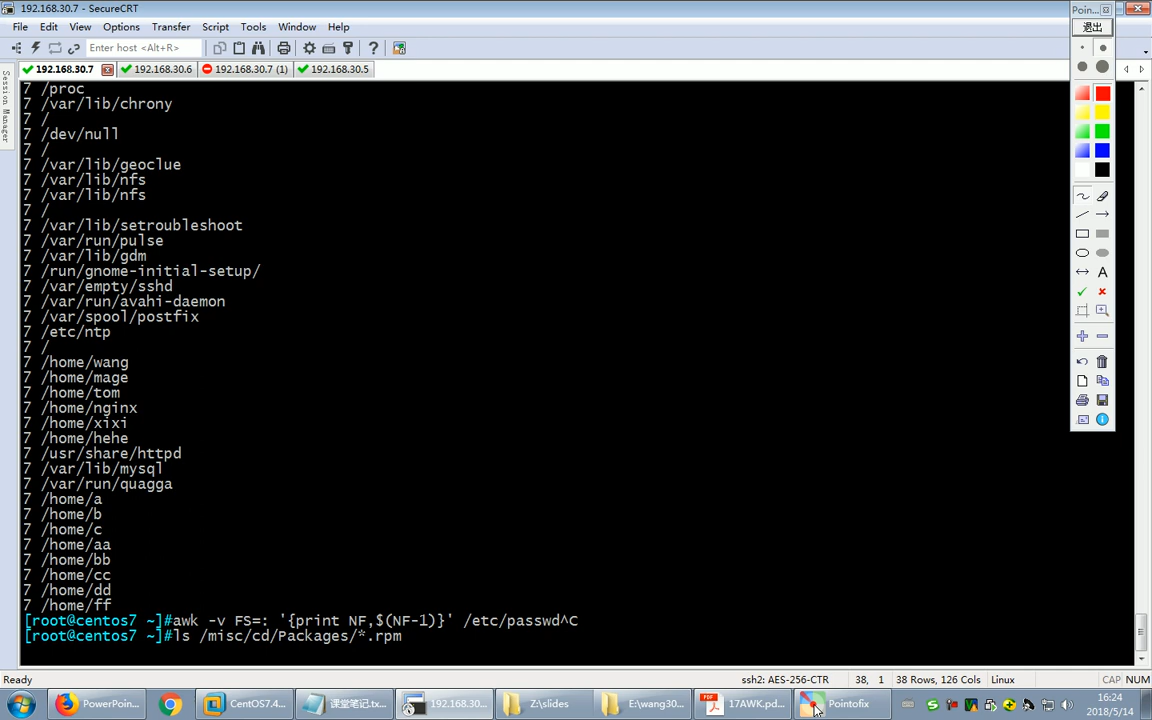 192.168.30.7 - SecureCRT
Poin...
File Edit View Options Transfer Script Tools Window Help
退出
Enter host <Alt+R>
192.168.30.7 192.168.30.6 192.168.30.7 (1) 192.168.30.5
Session Manager
7 /proc
7 /var/lib/chrony
7 /
7 /dev/null
7 /
7 /var/lib/geoclue
7 /var/lib/nfs
7 /var/lib/nfs
7 /
7 /var/lib/setroubleshoot
7 /var/run/pulse
7 /var/lib/gdm
7 /run/gnome-initial-setup/
7 /var/empty/sshd
7 /var/run/avahi-daemon
7 /var/spool/postfix
7 /etc/ntp
7 /
7 /home/wang
7 /home/mage
7 /home/tom
7 /home/nginx
7 /home/xixi
7 /home/hehe
7 /usr/share/httpd
7 /var/lib/mysql
7 /var/run/quagga
7 /home/a
7 /home/b
7 /home/c
7 /home/aa
7 /home/bb
7 /home/cc
7 /home/dd
7 /home/ff
[root@centos7 ~]#awk -v FS=: '{print NF,$(NF-1)}' /etc/passwd^C
[root@centos7 ~]#ls /misc/cd/Packages/*.rpm
Ready ssh2: AES-256-CTR 38, 1 38 Rows, 126 Cols Linux CAP NUM
PowerPoin... CentOS7.4... 课堂笔记.tx... 192.168.30... Z:\slides E:\wang30... 17AWK.pd... Pointofix
16:24
2018/5/14